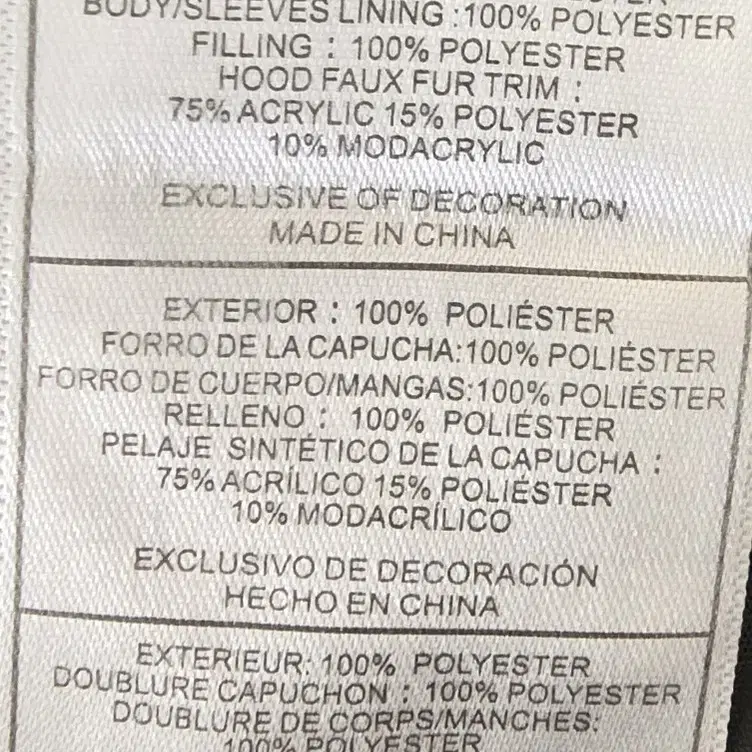 BODY/SLEEVES LINING :100% POLYESTER
FILLING : 100% POLYESTER
HOOD FAUX FUR TRIM :
75% ACRYLIC 15% POLYESTER
10% MODACRYLIC
EXCLUSIVE OF DECORATION
MADE IN CHINA
EXTERIOR : 100% POLIÉSTER
FORRO DE LA CAPUCHA:100% POLIÉSTER
FORRO DE CUERPO/MANGAS:100% POLIÉSTER
RELLENO : 100% POLIÉSTER
PELAJE SINTÉTICO DE LA CAPUCHA :
75% ACRÍLICO 15% POLIÉSTER
10% MODACRÍLICO
EXCLUSIVO DE DECORACIÓN
HECHO EN CHINA
EXTERIEUR: 100% POLYESTER
DOUBLURE CAPUCHON : 100% POLYESTER
DOUBLURE DE CORPS/MANCHES:
100% POLYESTER